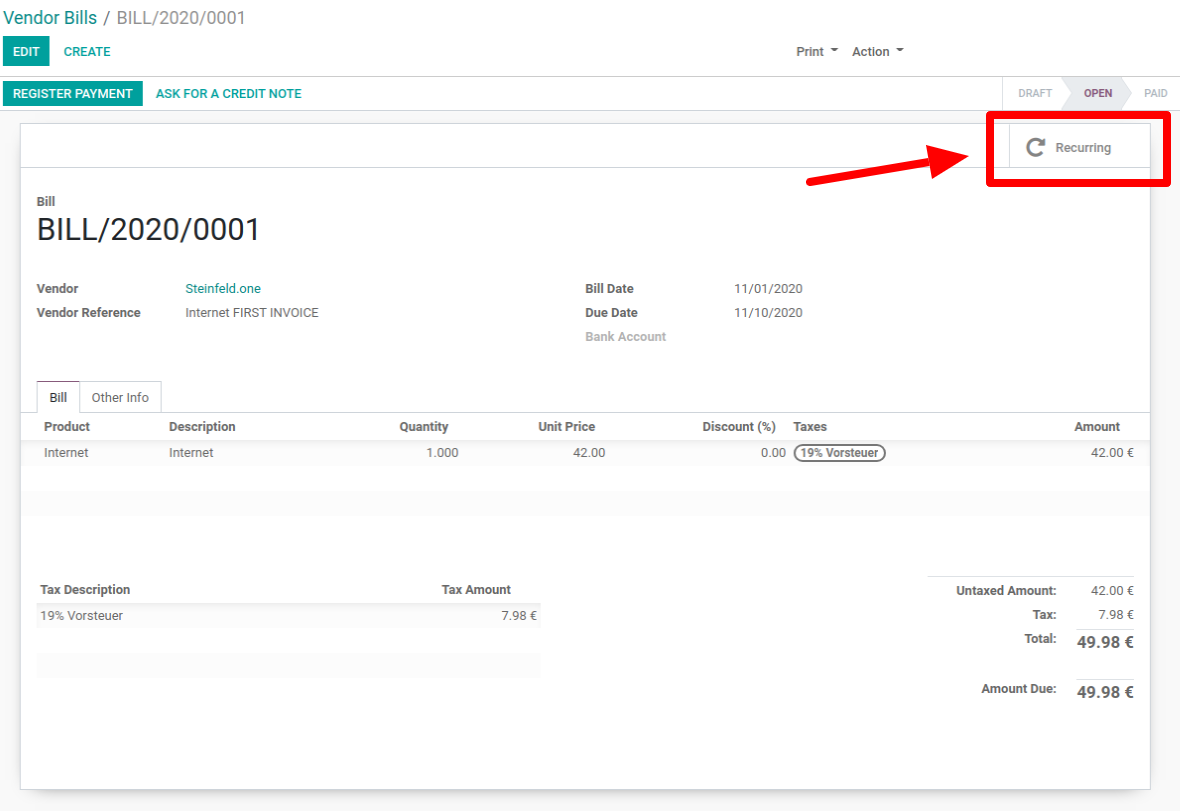 Vendor Bills / BILL/2020/0001
EDIT CREATE Print Action
REGISTER PAYMENT ASK FOR A CREDIT NOTE DRAFT OPEN PAID
Recurring
Bill
BILL/2020/0001
Vendor Steinfeld.one Bill Date 11/01/2020
Vendor Reference Internet FIRST INVOICE Due Date 11/10/2020
Bank Account
Bill Other Info
Product Description Quantity Unit Price Discount (%) Taxes Amount
Internet Internet 1.000 42.00 0.00 19% Vorsteuer 42.00 €
Tax Description Tax Amount Untaxed Amount: 42.00 €
19% Vorsteuer 7.98 € Tax: 7.98 €
Total: 49.98 €
Amount Due: 49.98 €